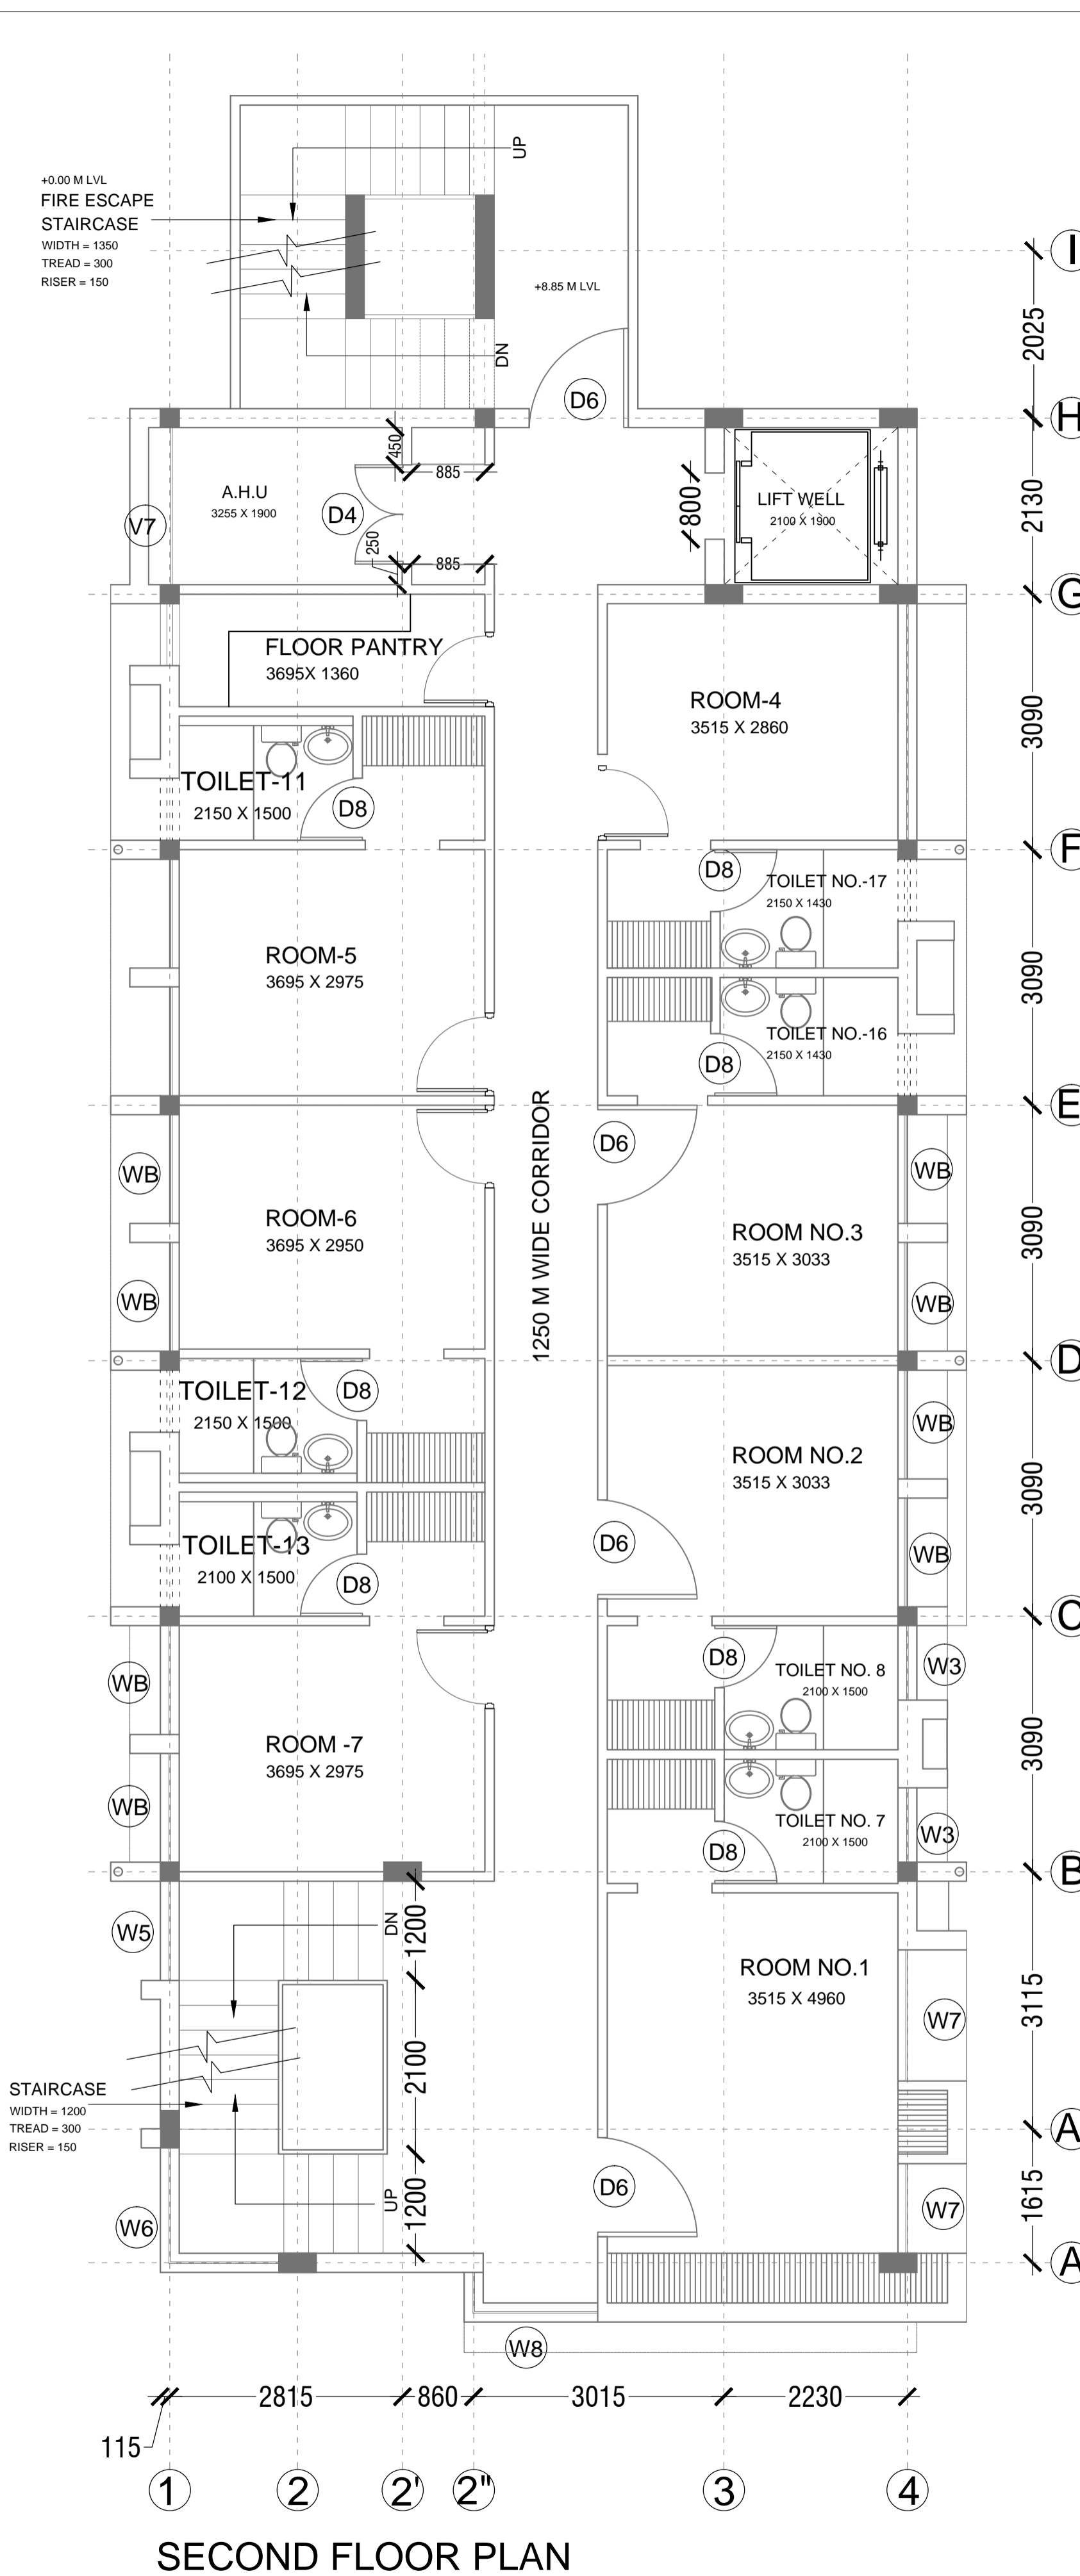 UP
+0.00 M LVL
FIRE ESCAPE
STAIRCASE
WIDTH = 1350
TREAD = 300
RISER = 150
I
+8.85 M LVL
2025
DN
D6
H
450
885
A.H.U
3255 X 1900
D4
V7
250
885
800
LIFT WELL
2100 X 1900
2130
G
FLOOR PANTRY
3695X 1360
ROOM-4
3515 X 2860
3090
TOILET-11
2150 X 1500
D8
F
D8
TOILET NO.-17
2150 X 1430
ROOM-5
3695 X 2975
3090
TOILET NO.-16
2150 X 1430
D8
E
1250 M WIDE CORRIDOR
D6
WB
WB
ROOM-6
3695 X 2950
ROOM NO.3
3515 X 3033
3090
WB
WB
D
TOILET-12
2150 X 1500
D8
WB
ROOM NO.2
3515 X 3033
3090
TOILET-13
2100 X 1500
D8
D6
WB
C
WB
D8
TOILET NO. 8
2100 X 1500
W3
ROOM -7
3695 X 2975
3090
WB
TOILET NO. 7
2100 X 1500
W3
D8
B
W5
DN
1200
ROOM NO.1
3515 X 4960
3115
W7
2100
STAIRCASE
WIDTH = 1200
TREAD = 300
RISER = 150
A
UP
1200
D6
W7
1615
W6
A
W8
2815
860
3015
2230
115
1
2
2'
2"
3
4
SECOND FLOOR PLAN